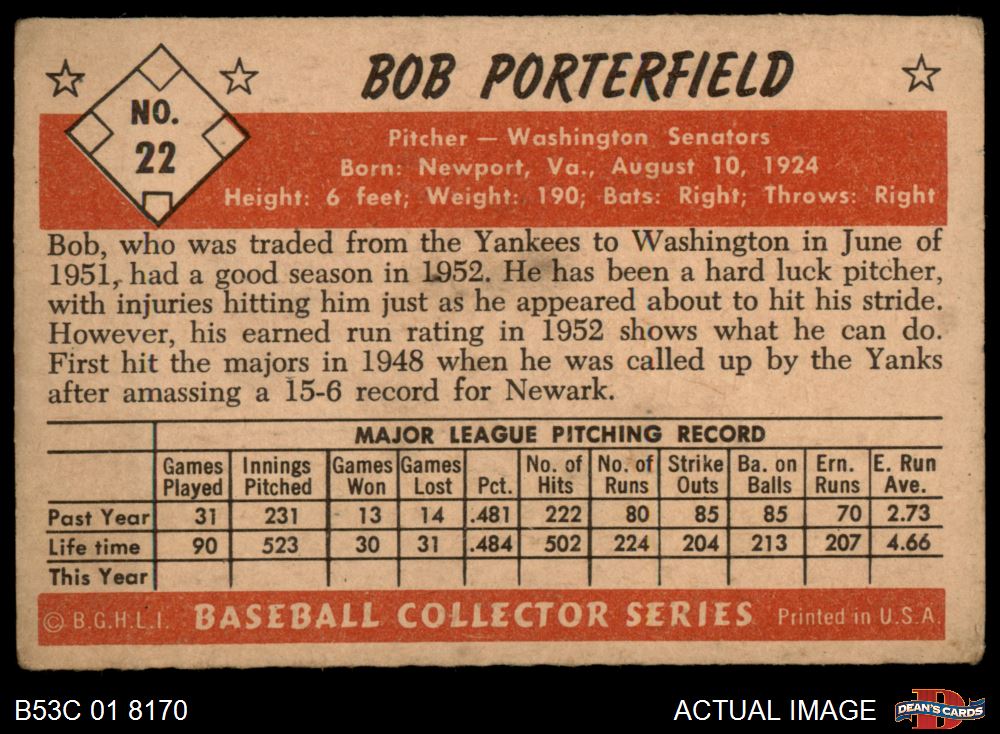 NO.
22
BOB PORTERFIELD
Pitcher — Washington Senators
Born: Newport, Va., August 10, 1924
Height: 6 feet; Weight: 190; Bats: Right; Throws: Right
Bob, who was traded from the Yankees to Washington in June of
1951, had a good season in 1952. He has been a hard luck pitcher,
with injuries hitting him just as he appeared about to hit his stride.
However, his earned run rating in 1952 shows what he can do.
First hit the majors in 1948 when he was called up by the Yanks
after amassing a 15-6 record for Newark.
MAJOR LEAGUE PITCHING RECORD
Games Innings Games Games No. of No. of Strike Ba. on Ern. E. Run
Played Pitched Won Lost Pct. Hits Runs Outs Balls Runs Ave.
Past Year 31 231 13 14 .481 222 80 85 85 70 2.73
Life time 90 523 30 31 .484 502 224 204 213 207 4.66
This Year
© B.G.H.L.I. BASEBALL COLLECTOR SERIES Printed in U.S.A.
B53C 01 8170 ACTUAL IMAGE DEAN'S CARDS